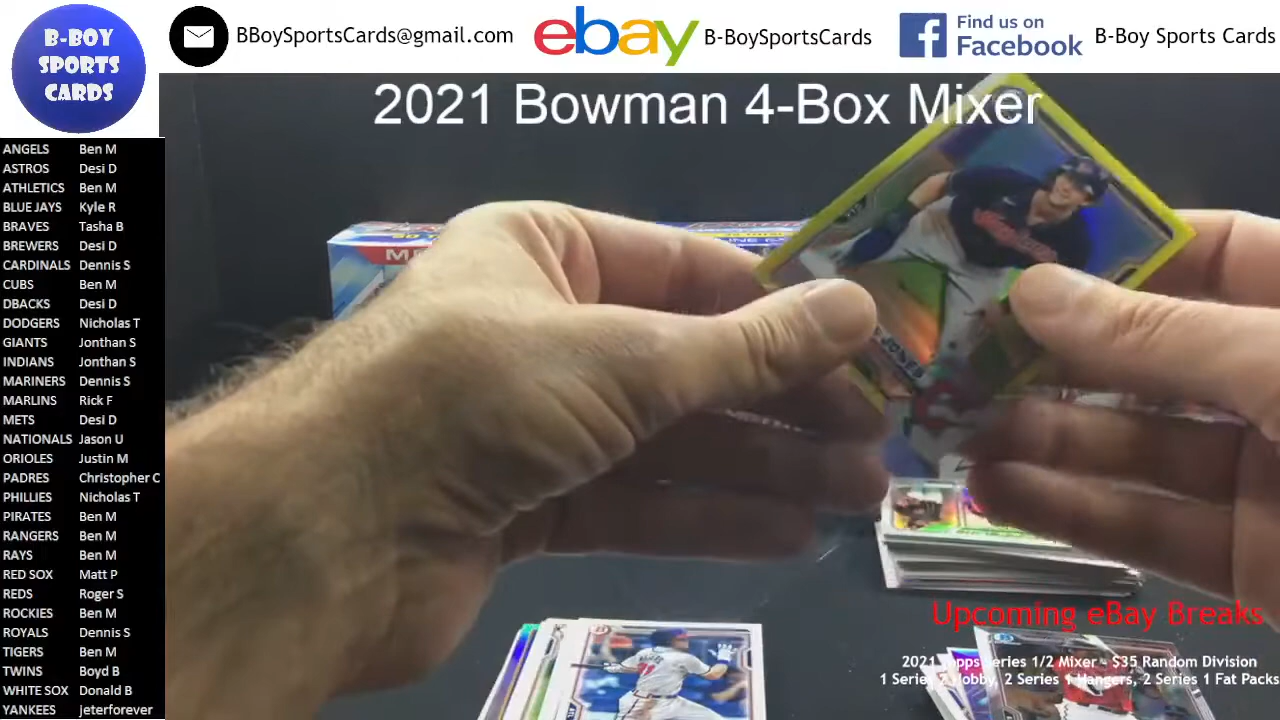 B-BOY
SPORTS
CARDS
BBoySportsCards@gmail.com
ebay
B-BoySportsCards
Find us on
Facebook
B-Boy Sports Cards
2021 Bowman 4-Box Mixer
ANGELS Ben M
ASTROS Desi D
ATHLETICS Ben M
BLUE JAYS Kyle R
BRAVES Tasha B
BREWERS Desi D
CARDINALS Dennis S
CUBS Ben M
DBACKS Desi D
DODGERS Nicholas T
GIANTS Jonthan S
INDIANS Jonthan S
MARINERS Dennis S
MARLINS Rick F
METS Desi D
NATIONALS Jason U
ORIOLES Justin M
PADRES Christopher C
PHILLIES Nicholas T
PIRATES Ben M
RANGERS Ben M
RAYS Ben M
RED SOX Matt P
REDS Roger S
ROCKIES Ben M
ROYALS Dennis S
TIGERS Ben M
TWINS Boyd B
WHITE SOX Donald B
YANKEES jeterforever
JONES
Upcoming eBay Breaks
2021 Topps Series 1/2 Mixer - $35 Random Division
1 Series 2 Hobby, 2 Series 1 Hangers, 2 Series 1 Fat Packs